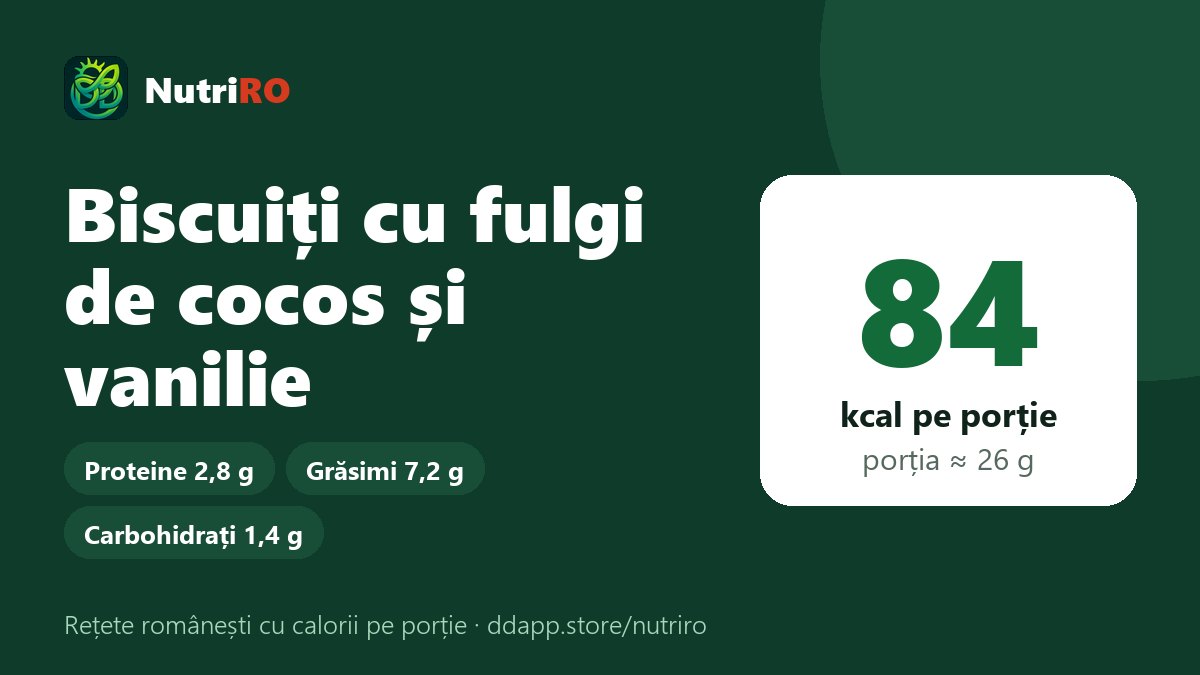 NutriRO
Biscuiți cu fulgi
de cocos și
vanilie
84
kcal pe porție
porția ≈ 26 g
Proteine 2,8 g
Grăsimi 7,2 g
Carbohidrați 1,4 g
Rețete românești cu calorii pe porție · ddapp.store/nutriro